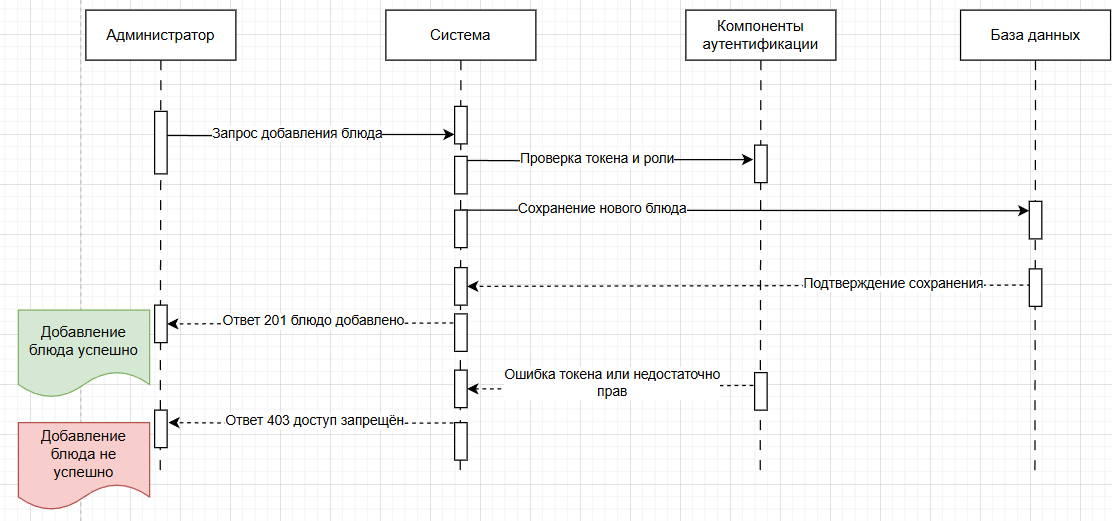 Администратор
Система
Компоненты
аутентификации
База данных
Запрос добавления блюда
Проверка токена и роли
Сохранение нового блюда
Подтверждение сохранения
Ответ 201 блюдо добавлено
Добавление
блюда успешно
Ошибка токена или недостаточно
прав
Ответ 403 доступ запрещён
Добавление
блюда не
успешно